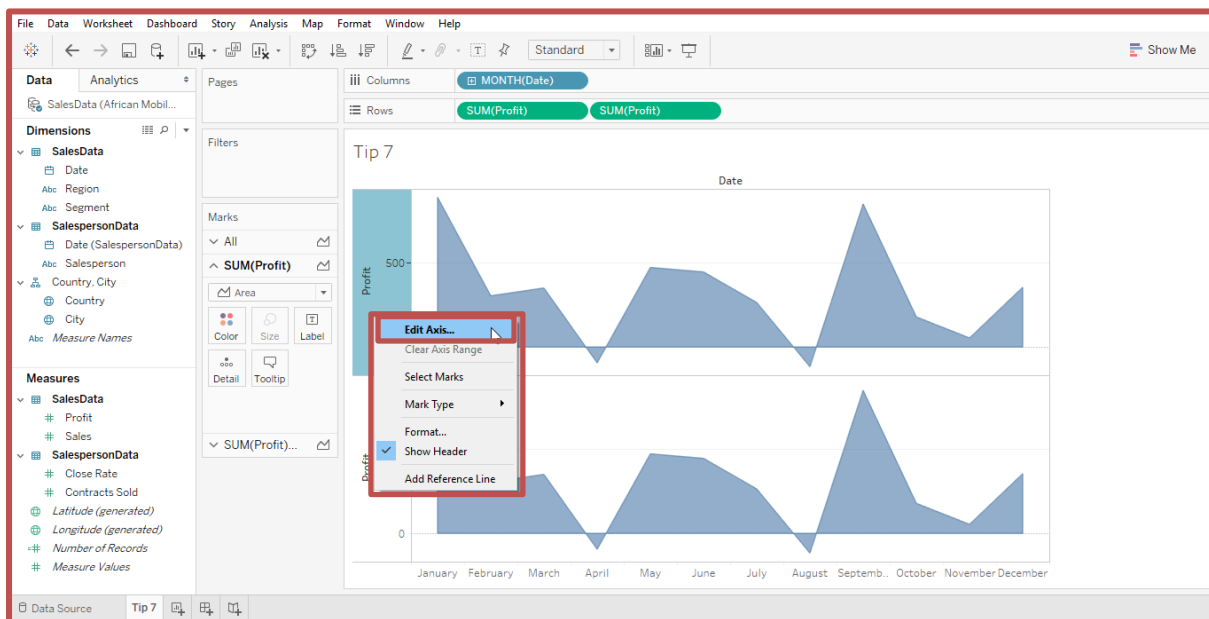 File Data Worksheet Dashboard Story Analysis Map Format Window Help
Standard
Show Me
Data Analytics
SalesData (African Mobil...
Dimensions
SalesData
Date
Abc Region
Abc Segment
SalespersonData
Date (SalespersonData)
Abc Salesperson
Country, City
Country
City
Abc Measure Names
Measures
SalesData
# Profit
# Sales
SalespersonData
# Close Rate
# Contracts Sold
Latitude (generated)
Longitude (generated)
=# Number of Records
# Measure Values
Pages
Filters
Marks
All
SUM(Profit)
Area
Color Size Label
Detail Tooltip
SUM(Profit)...
iii Columns MONTH(Date)
Rows SUM(Profit) SUM(Profit)
Tip 7
Date
Profit
500
Edit Axis...
Clear Axis Range
Select Marks
Mark Type
Format...
Show Header
Add Reference Line
Profit
0
January February March April May June July August Septemb.. October November December
Data Source Tip 7